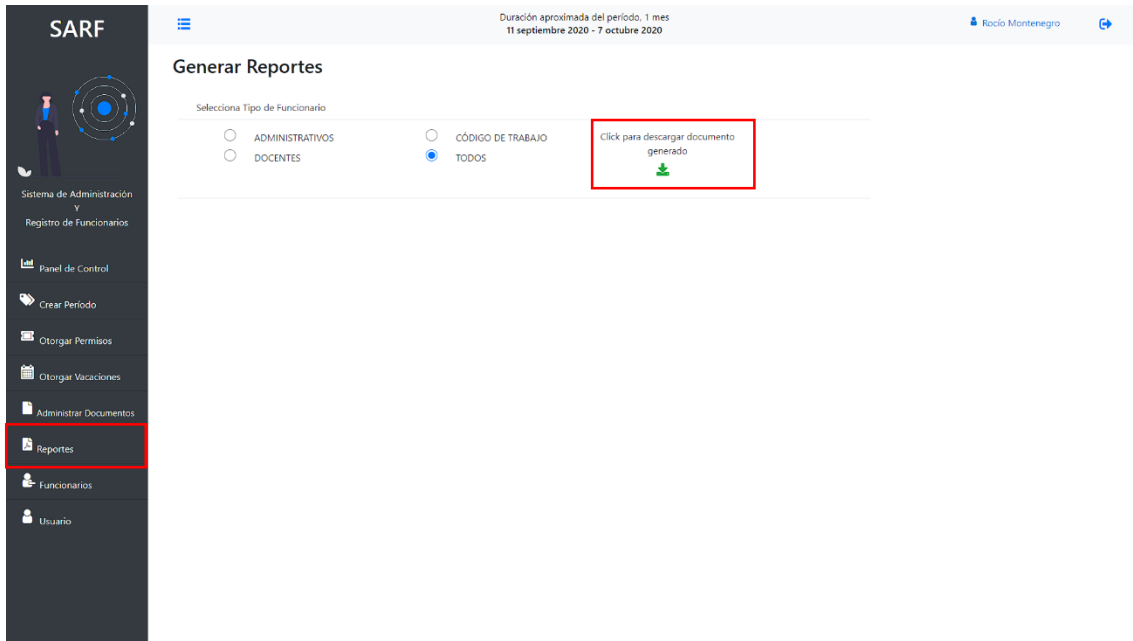 SARF
Duración aproximada del período, 1 mes
11 septiembre 2020 - 7 octubre 2020
Rocío Montenegro
Generar Reportes
Selecciona Tipo de Funcionario
ADMINISTRATIVOS
CÓDIGO DE TRABAJO
DOCENTES
TODOS
Click para descargar documento
generado
Sistema de Administración
Y
Registro de Funcionarios
Panel de Control
Crear Período
Otorgar Permisos
Otorgar Vacaciones
Administrar Documentos
Reportes
Funcionarios
Usuario